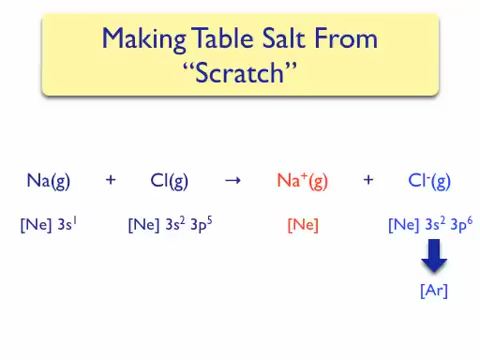 Making Table Salt From
“Scratch”
Na(g) + Cl(g) → Na⁺(g) + Cl⁻(g)
[Ne] 3s¹ [Ne] 3s² 3p⁵ [Ne] [Ne] 3s² 3p⁶
[Ar]